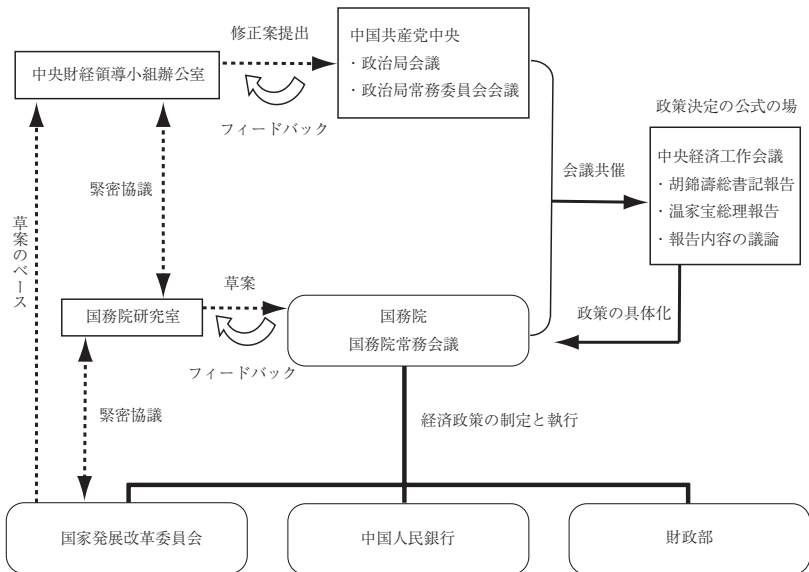 修正案提出
中国共産党中央
・政治局会議
・政治局常務委員会会議
中央財経領導小組辦公室
フィードバック
政策決定の公式の場
中央経済工作会議
・胡錦濤総書記報告
・温家宝総理報告
・報告内容の議論
会議共催
緊密協議
草案のベース
草案
国務院研究室
国務院
国務院常務会議
政策の具体化
フィードバック
緊密協議
経済政策の制定と執行
国家発展改革委員会
中国人民銀行
財政部